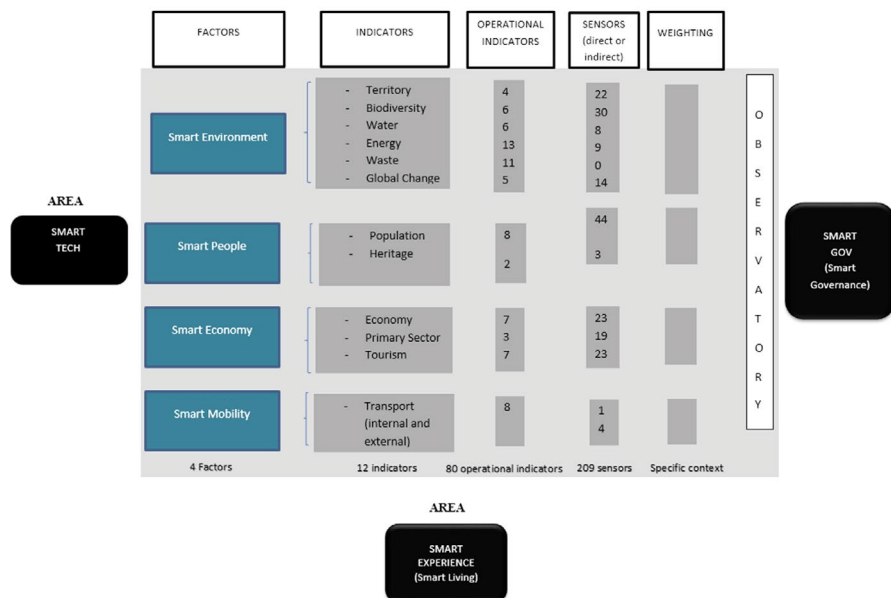 FACTORS
INDICATORS
OPERATIONAL
INDICATORS
SENSORS
(direct or
indirect)
WEIGHTING
Smart Environment
- Territory
- Biodiversity
- Water
- Energy
- Waste
- Global Change
4
6
6
13
11
5
22
30
8
9
0
14
Smart People
- Population
- Heritage
8
2
44
3
Smart Economy
- Economy
- Primary Sector
- Tourism
7
3
7
23
19
23
Smart Mobility
- Transport
(internal and
external)
8
1
4
4 Factors
12 indicators
80 operational indicators
209 sensors
Specific context
O
B
S
E
R
V
A
T
O
R
Y
AREA
SMART
TECH
SMART
GOV
(Smart
Governance)
AREA
SMART
EXPERIENCE
(Smart Living)